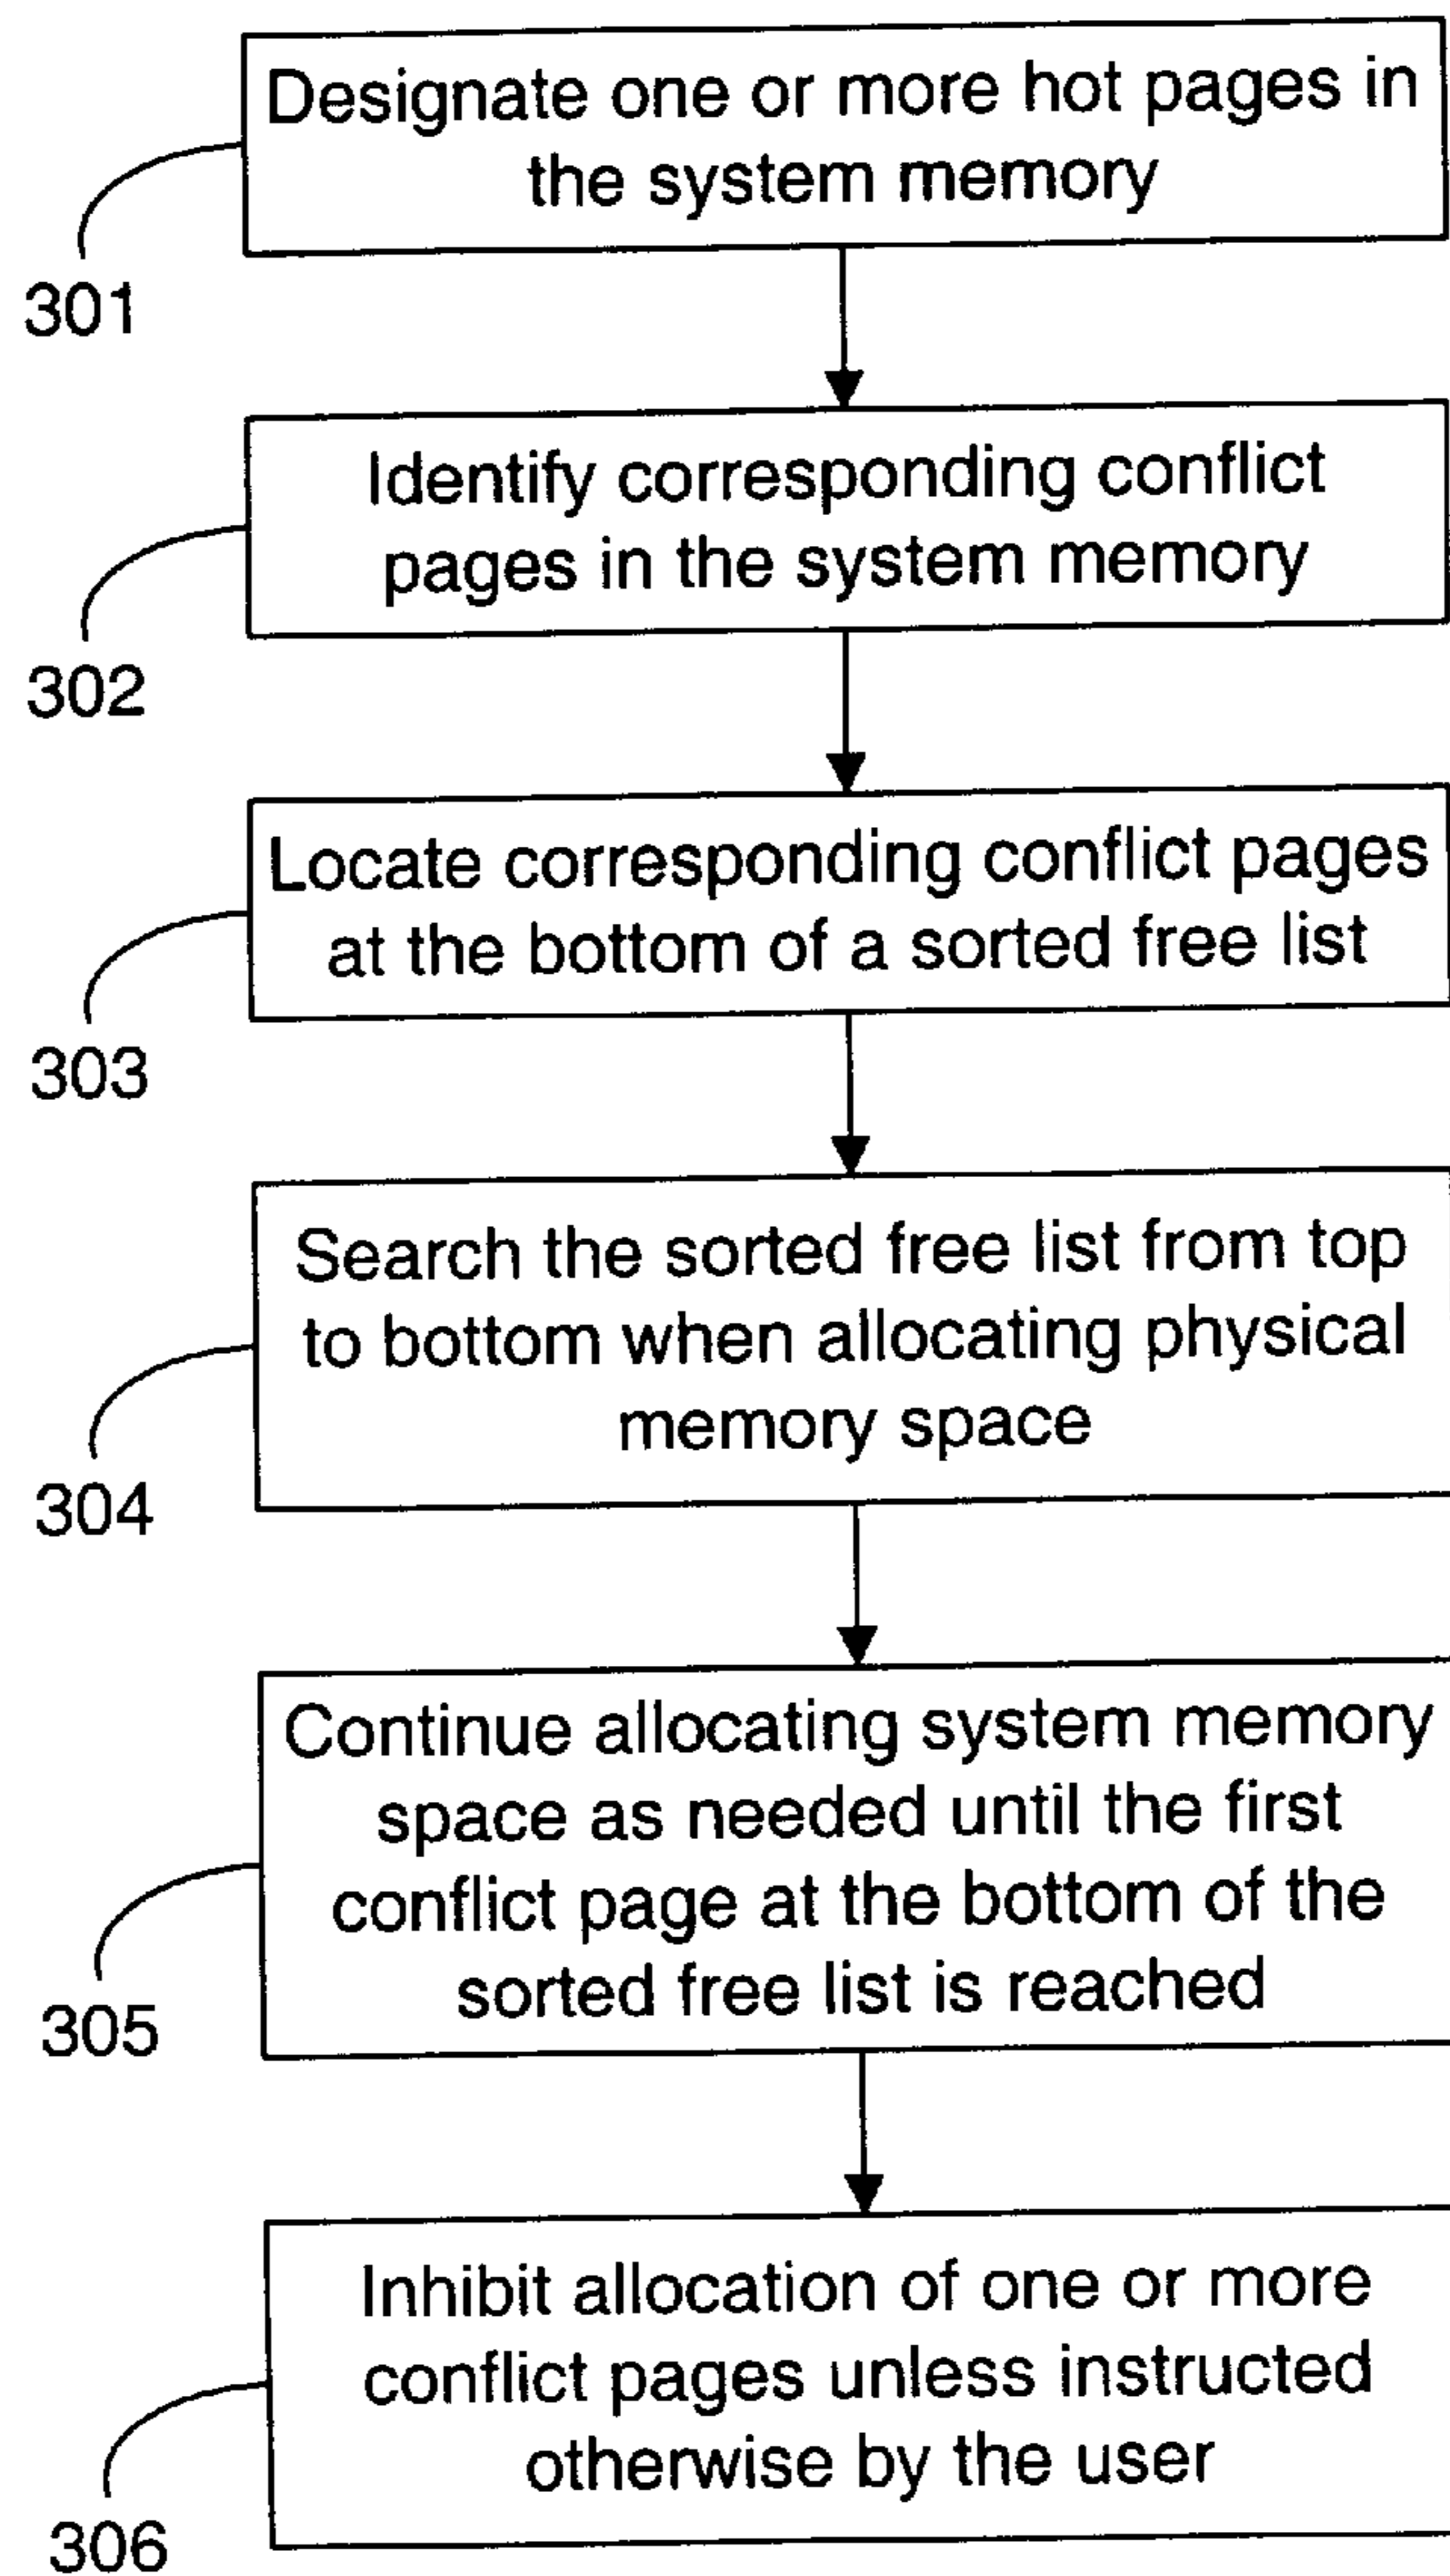 Designate one or more hot pages in
the system memory
301
Identify corresponding conflict
pages in the system memory
302
Locate corresponding conflict pages
at the bottom of a sorted free list
303
Search the sorted free list from top
to bottom when allocating physical
memory space
304
Continue allocating system memory
space as needed until the first
conflict page at the bottom of the
sorted free list is reached
305
Inhibit allocation of one or more
conflict pages unless instructed
otherwise by the user
306